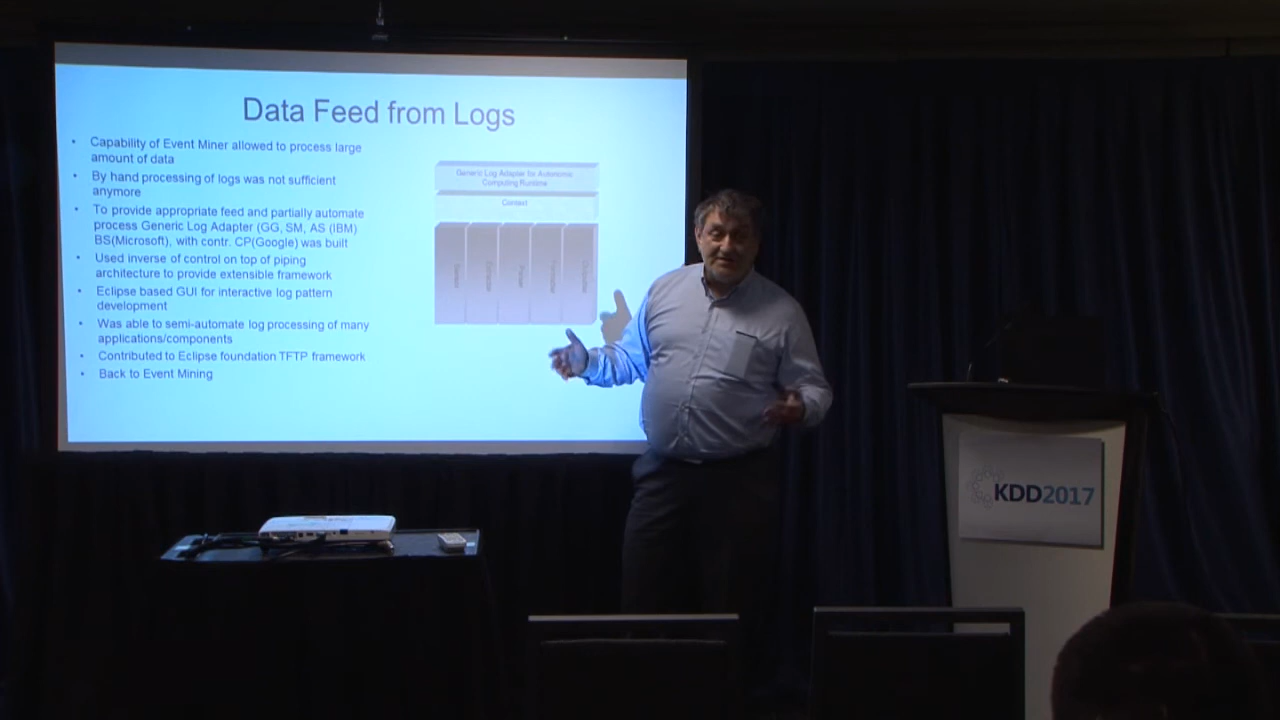 Data Feed from Logs
• Capability of Event Miner allowed to process large
amount of data
• By hand processing of logs was not sufficient
anymore
• To provide appropriate feed and partially automate
process Generic Log Adapter (GG, SM, AS (IBM)
BS(Microsoft), with contr. CP(Google) was built
• Used inverse of control on top of piping
architecture to provide extensible framework
• Eclipse based GUI for interactive log pattern
development
• Was able to semi-automate log processing of many
applications/components
• Contributed to Eclipse foundation TFTP framework
• Back to Event Mining
Generic Log Adapter for Autonomic
Computing Runtime
Context
KDD2017